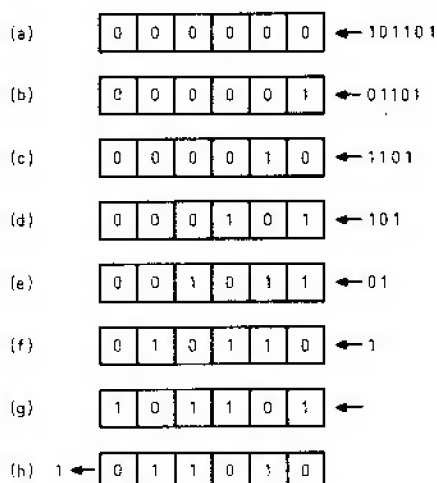 (a) 0 0 0 0 0 0 ← 101101
(b) 0 0 0 0 0 1 ← 01101
(c) 0 0 0 0 1 0 ← 1101
(d) 0 0 0 1 0 1 ← 101
(e) 0 0 1 0 1 1 ← 01
(f) 0 1 0 1 1 0 ← 1
(g) 1 0 1 1 0 1 ←
(h) 1 ← 0 1 1 0 1 0